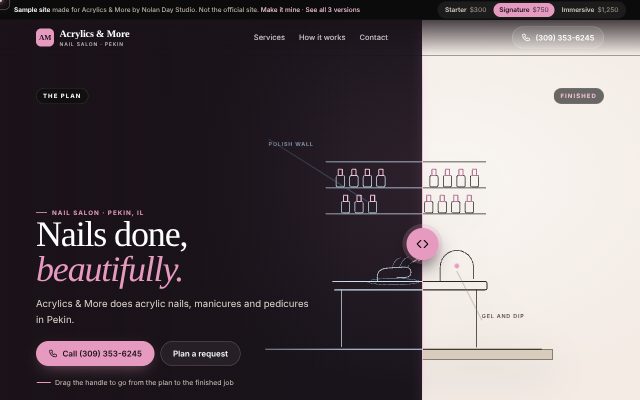 Sample site made for Acrylics & More by Nolan Day Studio. Not the official site. Make it mine · See all 3 versions
Starter $300 Signature $750 Immersive $1,250
AM Acrylics & More
NAIL SALON · PEKIN
Services How it works Contact
(309) 353-6245
THE PLAN
FINISHED
POLISH WALL
NAIL SALON · PEKIN, IL
Nails done,
beautifully.
Acrylics & More does acrylic nails, manicures and pedicures
in Pekin.
GEL AND DIP
Call (309) 353-6245
Plan a request
Drag the handle to go from the plan to the finished job